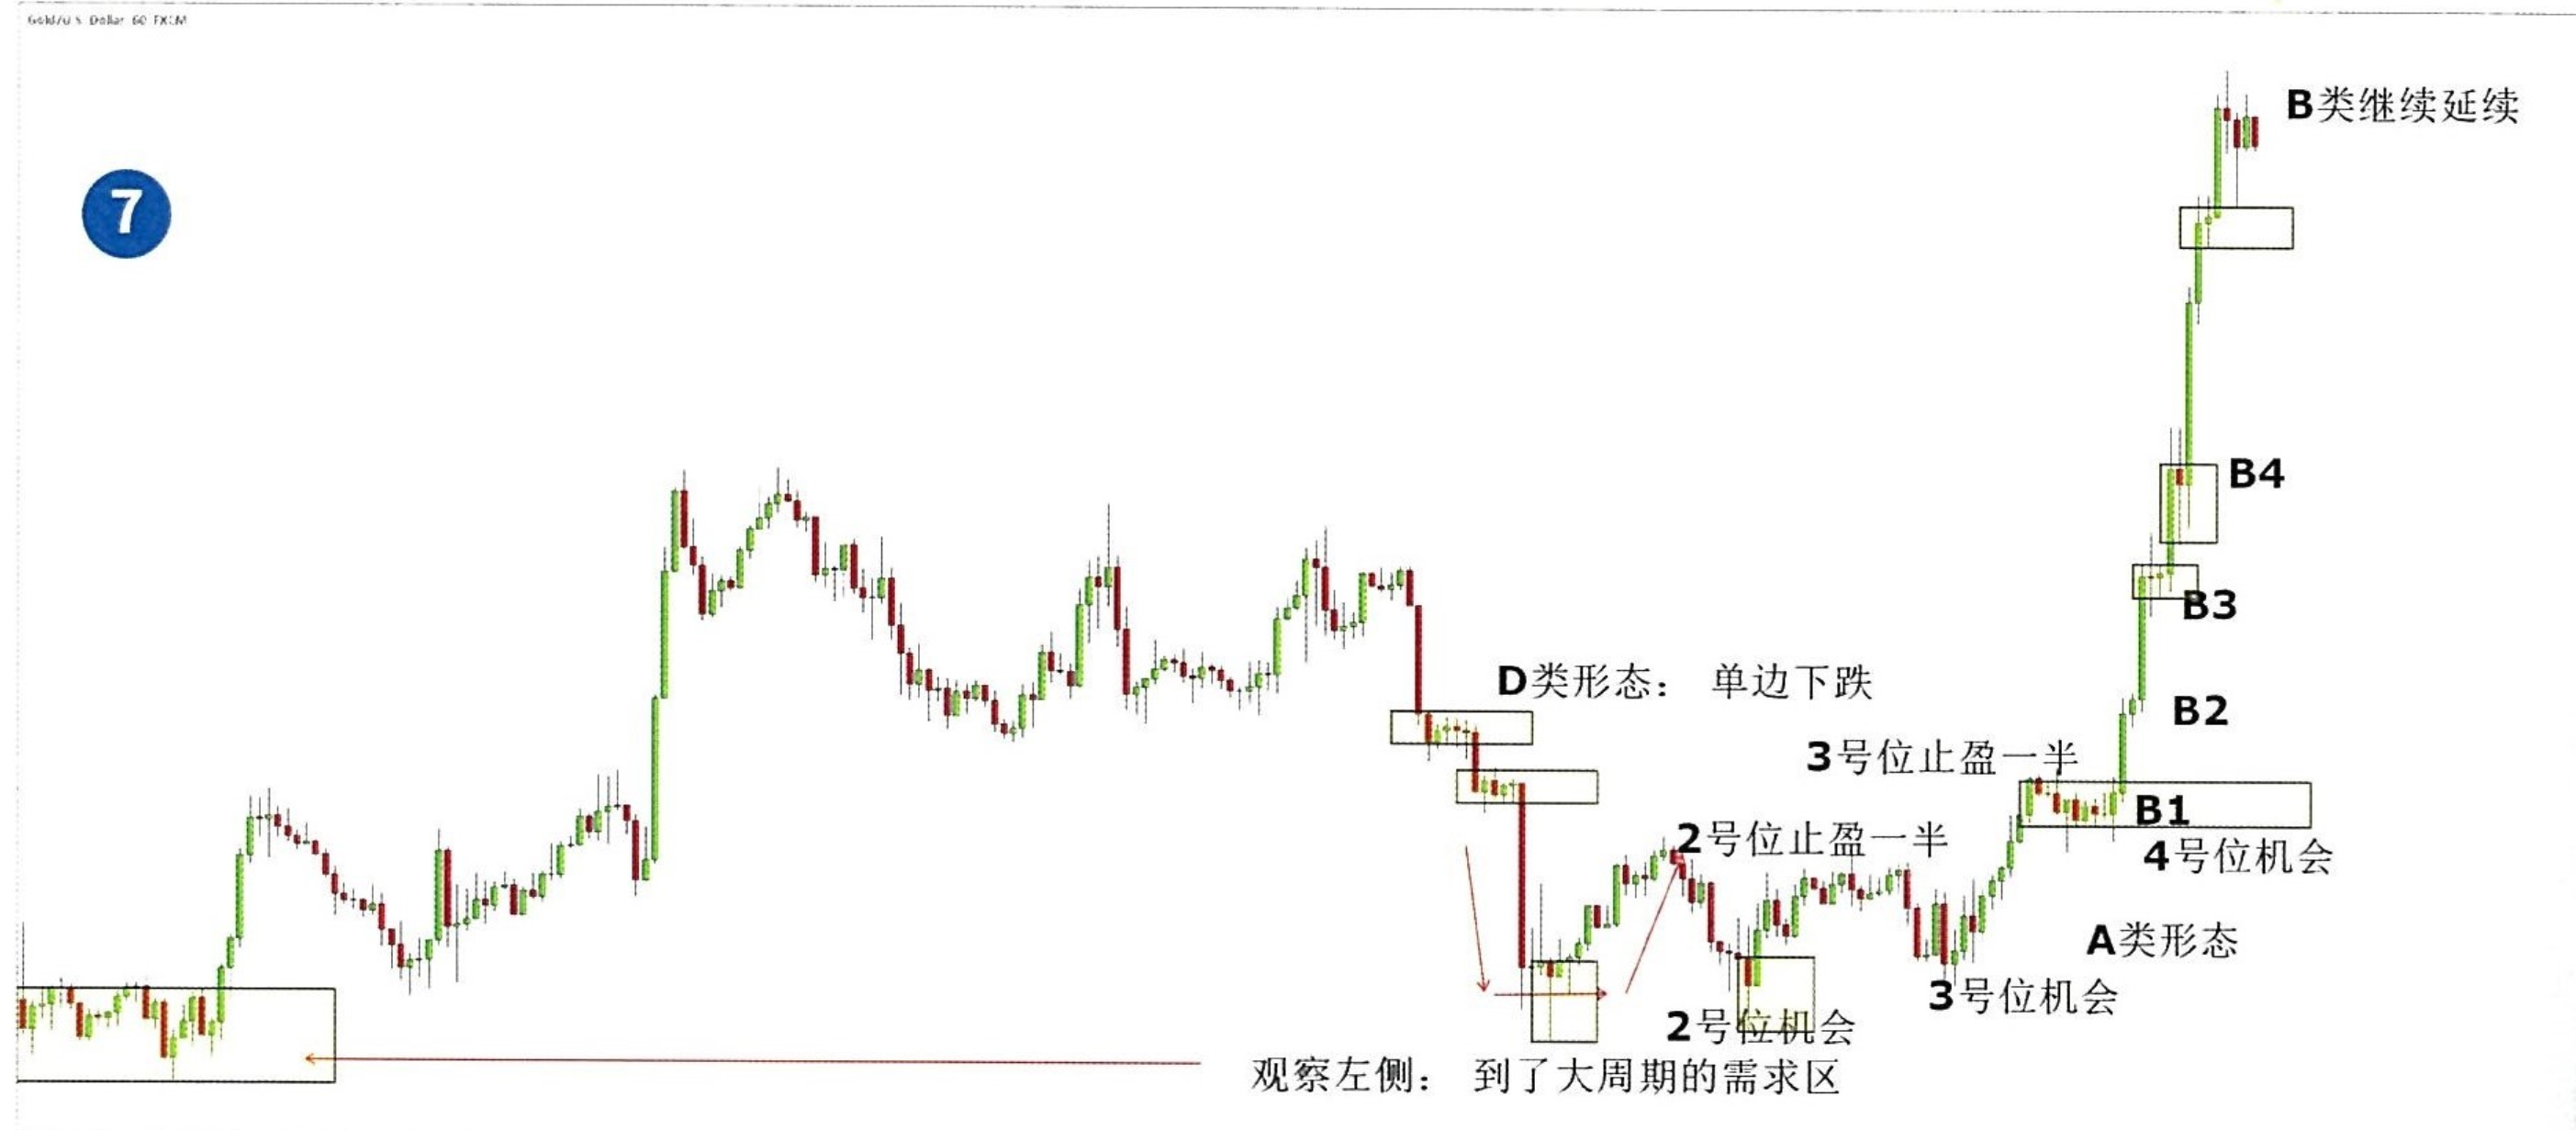 Gold/U.S. Dollar 60 FXCM
B类继续延续
7
B4
B3
D类形态： 单边下跌
B2
3号位止盈一半
B1
2号位止盈一半
4号位机会
A类形态
3号位机会
2号位机会
观察左侧： 到了大周期的需求区